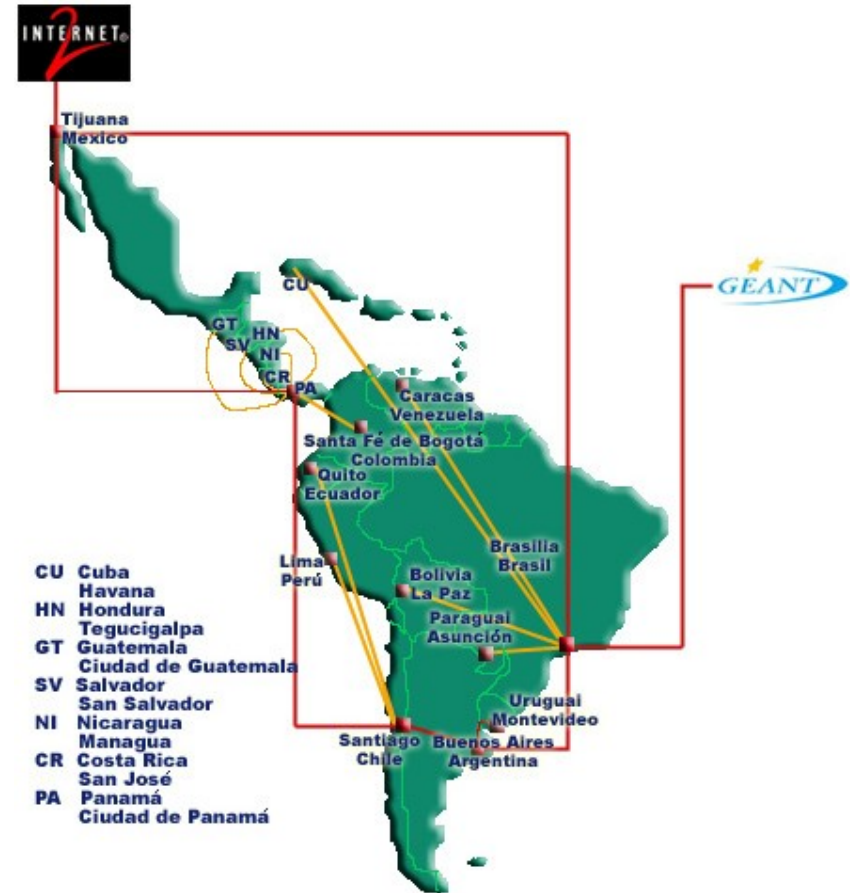 INTERNET®
2
Tijuana
Mexico
GEANT
CU
GT
HN
SV
NI
CR
PA
Caracas
Venezuela
Santa Fé de Bogotá
Colombia
Quito
Ecuador
Brasilia
Brasil
Lima
Perú
Bolivia
La Paz
Paraguai
Asunción
Uruguai
Montevideo
Santiago
Chile
Buenos Aires
Argentina
CU Cuba
Havana
HN Hondura
Tegucigalpa
GT Guatemala
Ciudad de Guatemala
SV Salvador
San Salvador
NI Nicaragua
Managua
CR Costa Rica
San José
PA Panamá
Ciudad de Panamá